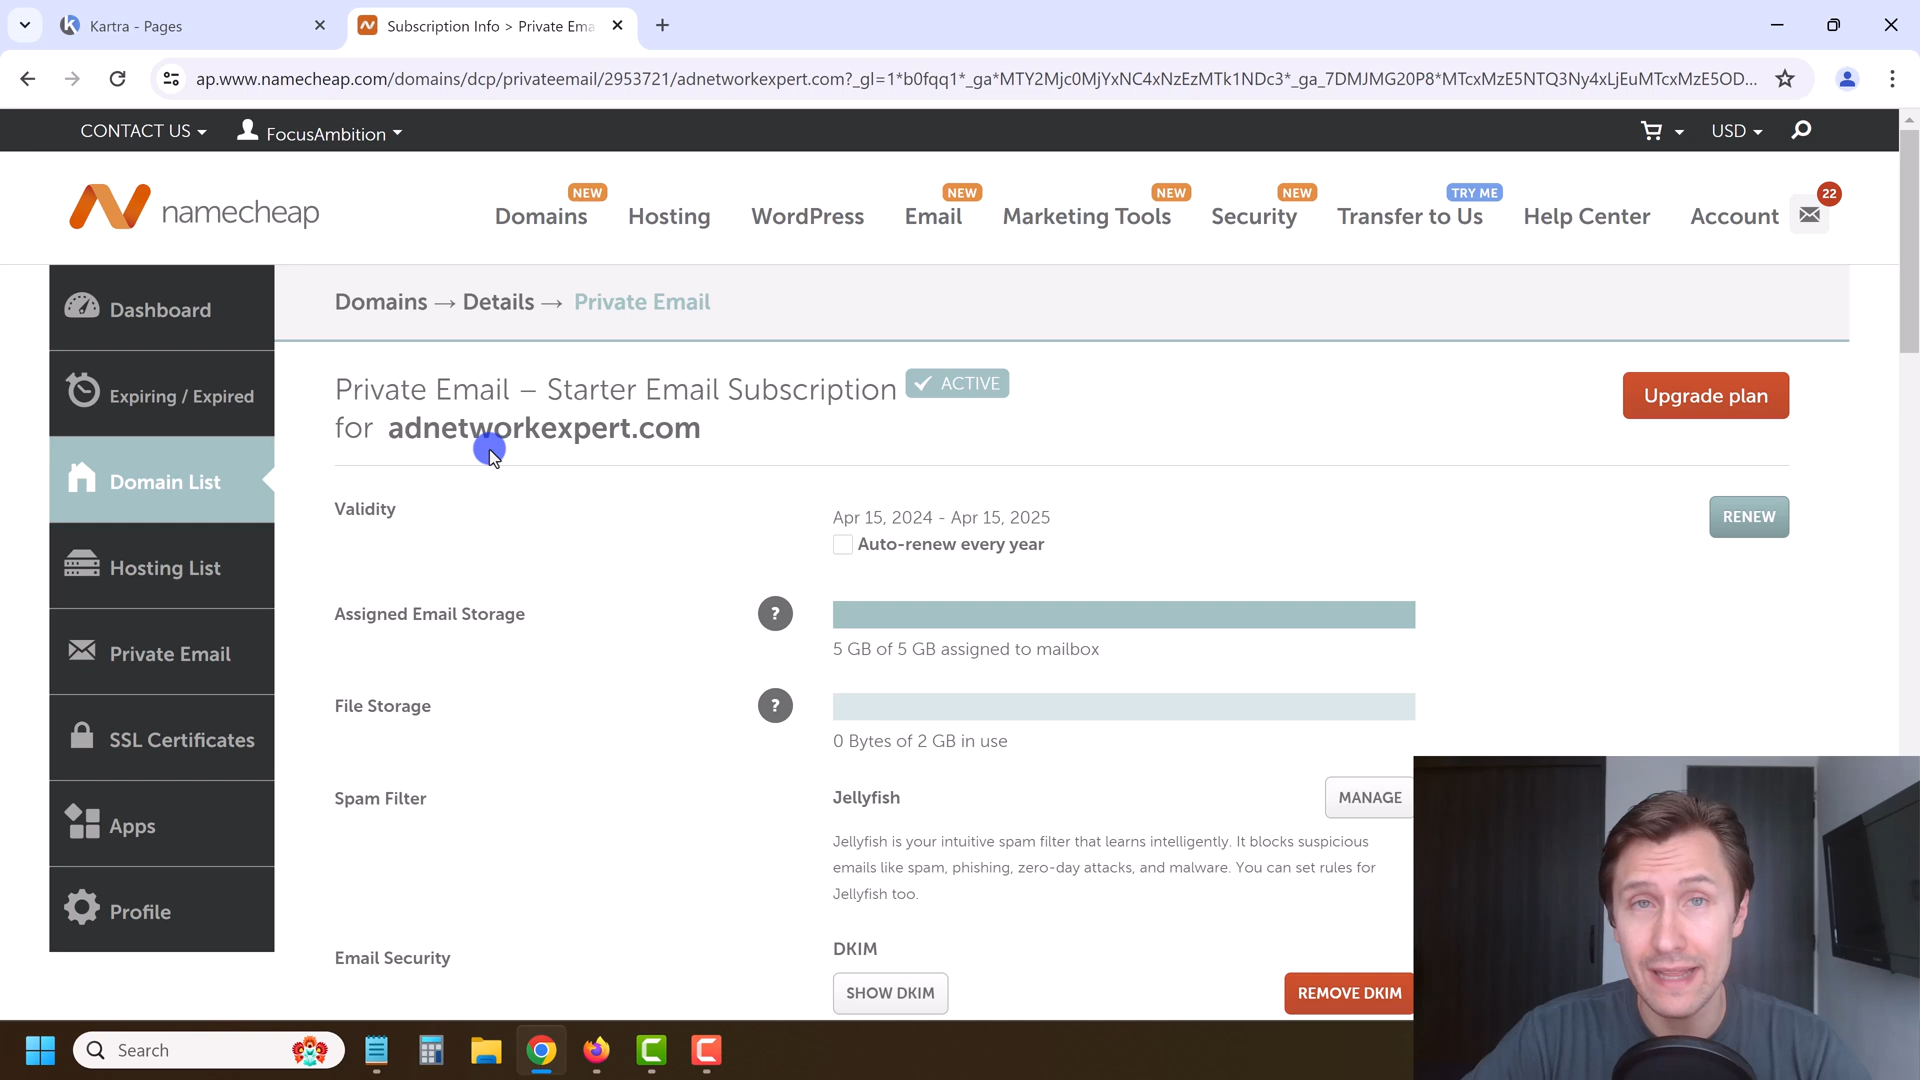 Kartra - Pages
Subscription Info > Private Ema
ap.www.namecheap.com/domains/dcp/privateemail/2953721/adnetworkexpert.com?_gl=1*b0fqq1*_ga*MTY2Mjc0MjYxNC4xNzEzMTk1NDc3*_ga_7DMJMG20P8*MTcxMzE5NTQ3Ny4xLjEuMTcxMzE5OD...
CONTACT US
FocusAmbition
USD
namecheap
NEW
NEW
NEW
NEW
TRY ME
22
Domains
Hosting
WordPress
Email
Marketing Tools
Security
Transfer to Us
Help Center
Account
Dashboard
Expiring / Expired
Domain List
Hosting List
Private Email
SSL Certificates
Apps
Profile
Domains → Details → Private Email
Private Email – Starter Email Subscription ACTIVE
for adnetworkexpert.com
Upgrade plan
Validity
Apr 15, 2024 - Apr 15, 2025
Auto-renew every year
RENEW
Assigned Email Storage
?
5 GB of 5 GB assigned to mailbox
File Storage
?
0 Bytes of 2 GB in use
Spam Filter
Jellyfish
MANAGE
Jellyfish is your intuitive spam filter that learns intelligently. It blocks suspicious
emails like spam, phishing, zero-day attacks, and malware. You can set rules for
Jellyfish too.
Email Security
DKIM
SHOW DKIM
REMOVE DKIM
Search